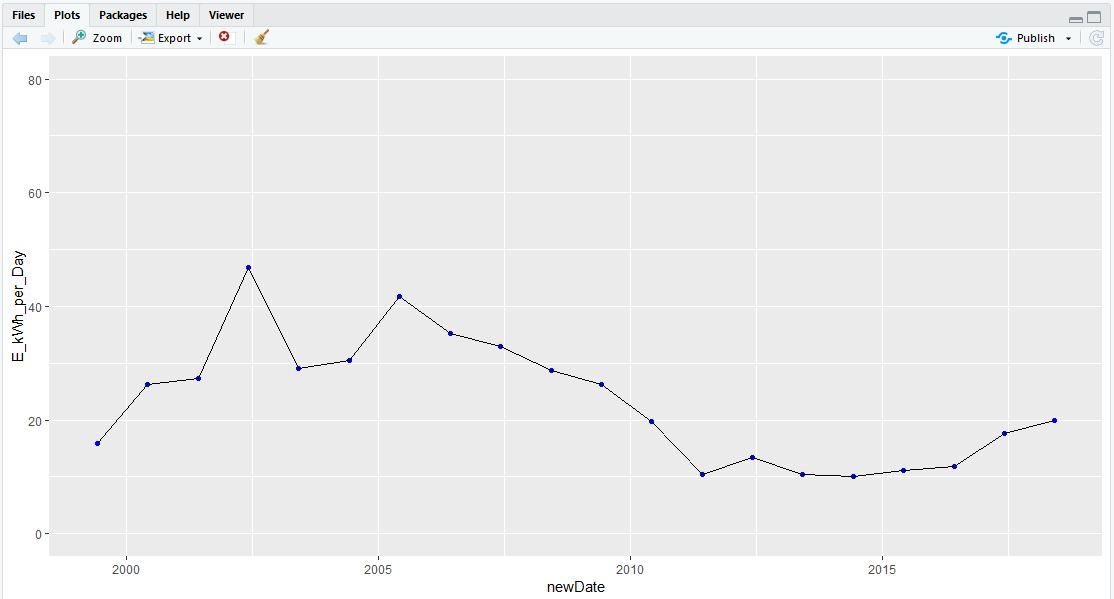 Files Plots Packages Help Viewer
Zoom Export Publish
80
60
40
20
0
E_kWh_per_Day
2000 2005 2010 2015
newDate